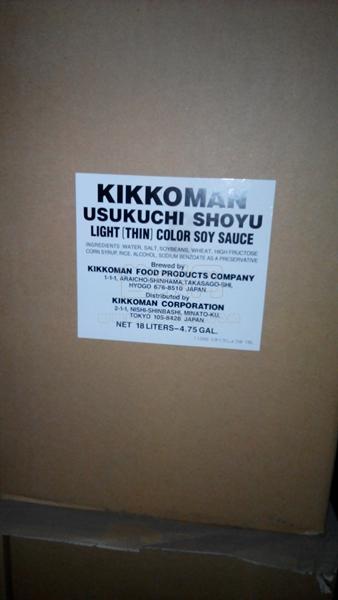 KIKKOMAN
USUKUCHI SHOYU
LIGHT (THIN) COLOR SOY SAUCE
INGREDIENTS: WATER, SALT, SOYBEANS, WHEAT, HIGH FRUCTOSE
CORN SYRUP, RICE, ALCOHOL, SODIUM BENZOATE AS A PRESERVATIVE
Brewed by
KIKKOMAN FOOD PRODUCTS COMPANY
1-1-1, ARAICHO-SHINHAMA, TAKASAGO-SHI,
HYOGO 676-8510 JAPAN
Distributed by
KIKKOMAN CORPORATION
2-1-1, NISHI-SHINBASHI, MINATO-KU,
TOKYO 105-8428 JAPAN
NET 18 LITERS-4.75 GAL.